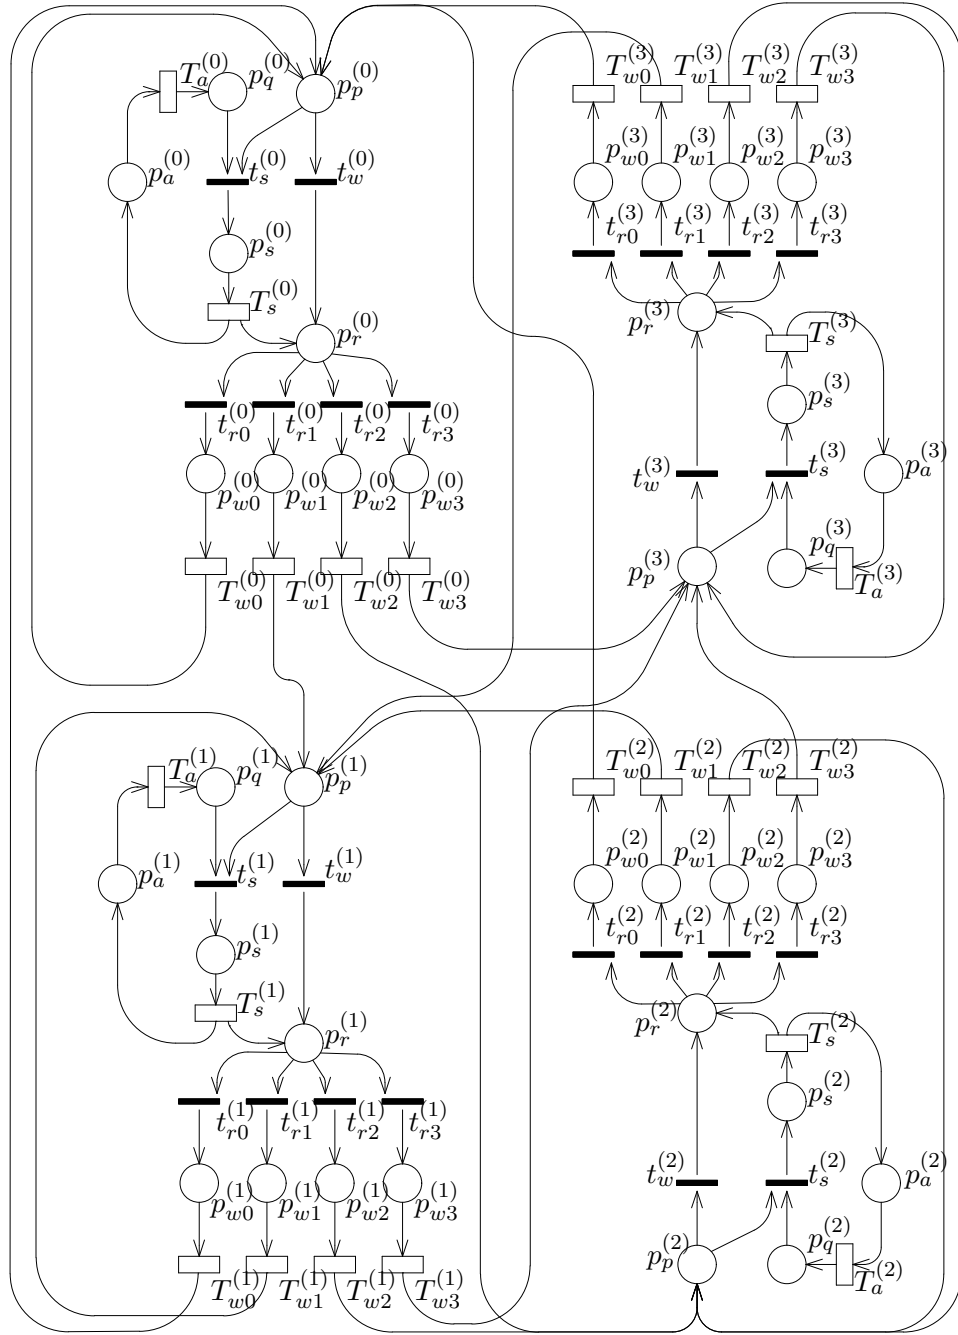 T_a^{(0)} p_q^{(0)} p_p^{(0)}
p_a^{(0)} t_s^{(0)} t_w^{(0)}
p_s^{(0)}
T_s^{(0)} p_r^{(0)}
t_{r0}^{(0)} t_{r1}^{(0)} t_{r2}^{(0)} t_{r3}^{(0)}
p_{w0}^{(0)} p_{w1}^{(0)} p_{w2}^{(0)} p_{w3}^{(0)}
T_{w0}^{(0)} T_{w1}^{(0)} T_{w2}^{(0)} T_{w3}^{(0)}
T_{w0}^{(3)} T_{w1}^{(3)} T_{w2}^{(3)} T_{w3}^{(3)}
p_{w0}^{(3)} p_{w1}^{(3)} p_{w2}^{(3)} p_{w3}^{(3)}
t_{r0}^{(3)} t_{r1}^{(3)} t_{r2}^{(3)} t_{r3}^{(3)}
p_r^{(3)} T_s^{(3)}
p_s^{(3)}
t_w^{(3)} t_s^{(3)} p_a^{(3)}
p_p^{(3)} p_q^{(3)} T_a^{(3)}
T_a^{(1)} p_q^{(1)} p_p^{(1)}
p_a^{(1)} t_s^{(1)} t_w^{(1)}
p_s^{(1)}
T_s^{(1)} p_r^{(1)}
t_{r0}^{(1)} t_{r1}^{(1)} t_{r2}^{(1)} t_{r3}^{(1)}
p_{w0}^{(1)} p_{w1}^{(1)} p_{w2}^{(1)} p_{w3}^{(1)}
T_{w0}^{(1)} T_{w1}^{(1)} T_{w2}^{(1)} T_{w3}^{(1)}
T_{w0}^{(2)} T_{w1}^{(2)} T_{w2}^{(2)} T_{w3}^{(2)}
p_{w0}^{(2)} p_{w1}^{(2)} p_{w2}^{(2)} p_{w3}^{(2)}
t_{r0}^{(2)} t_{r1}^{(2)} t_{r2}^{(2)} t_{r3}^{(2)}
p_r^{(2)} T_s^{(2)}
p_s^{(2)}
t_w^{(2)} t_s^{(2)} p_a^{(2)}
p_p^{(2)} p_q^{(2)} T_a^{(2)}